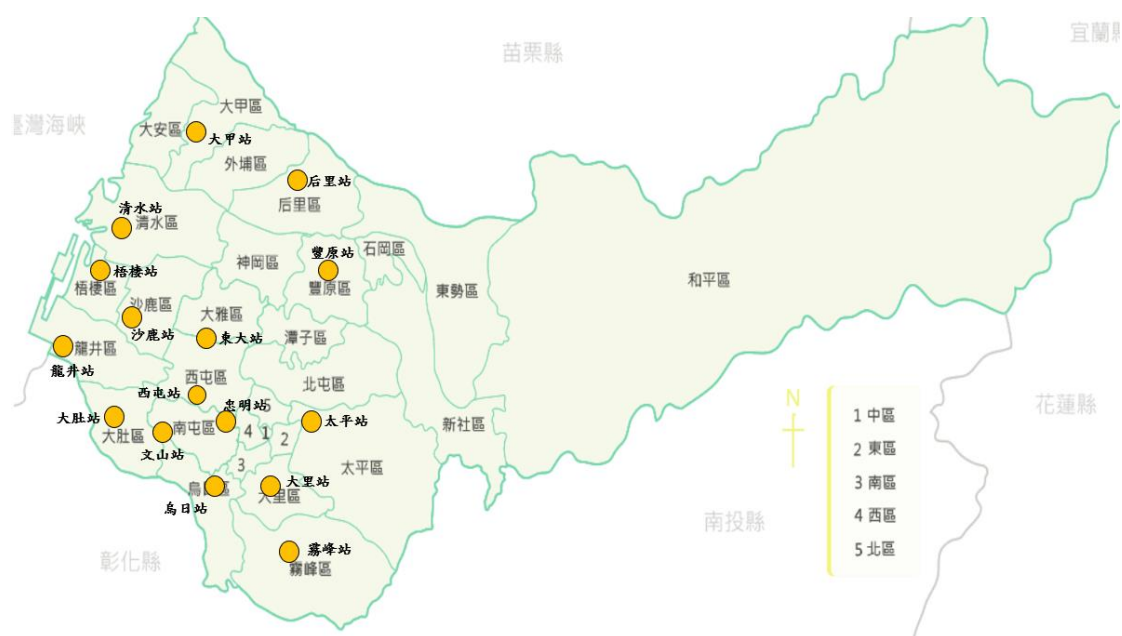 宜蘭縣
苗栗縣
臺灣海峽
大甲區
大安區
大甲站
外埔區
后里站
后里區
清水站
清水區
豐原站
石岡區
神岡區
梧棲站
梧棲區
豐原區
東勢區
和平區
沙鹿區
大雅區
沙鹿站
東大站
潭子區
龍井區
龍井站
西屯區
北屯區
西屯站
忠明站
5
大肚站
大肚區
南屯區
4
1
2
太平站
新社區
文山站
3
太平區
烏日區
烏日站
大里站
大里區
霧峰站
霧峰區
彰化縣
南投縣
花蓮縣
N
1 中區
2 東區
3 南區
4 西區
5 北區